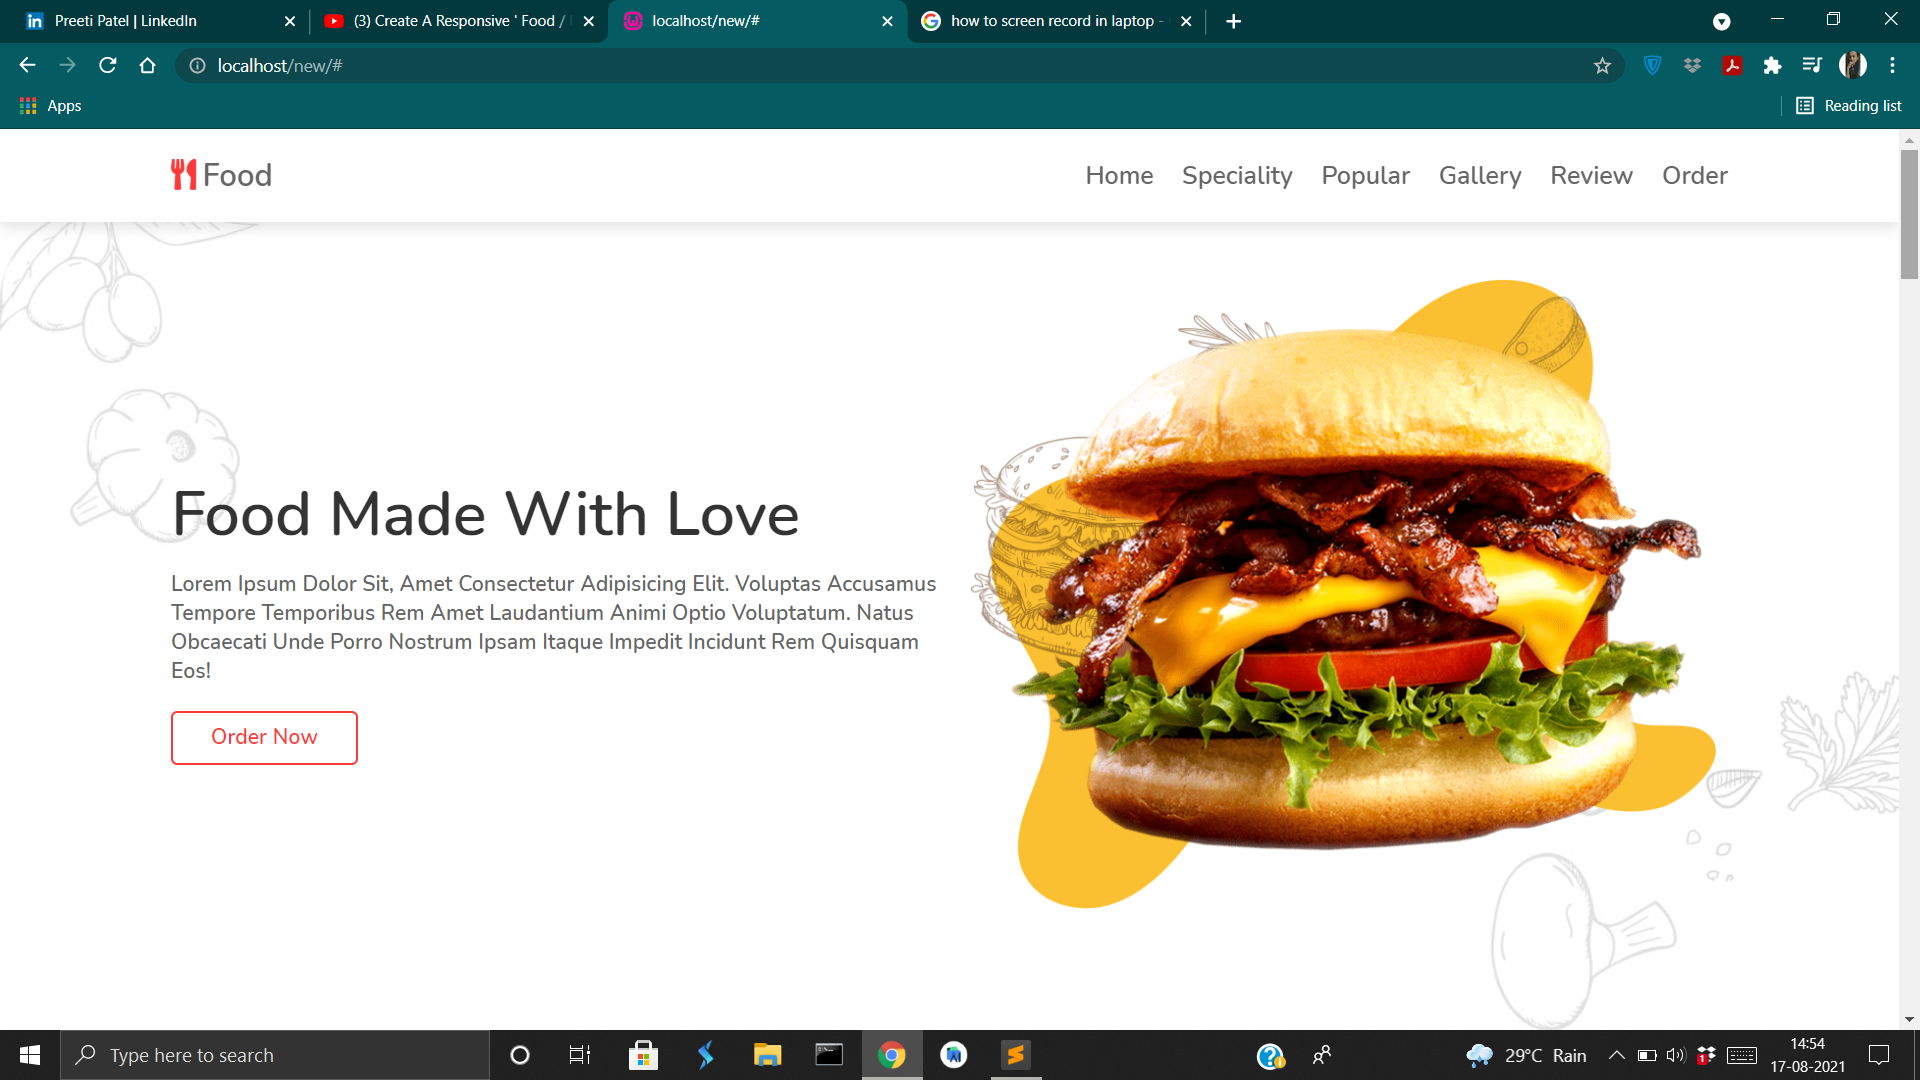 Preeti Patel | LinkedIn
(3) Create A Responsive ' Food /
localhost/new/#
how to screen record in laptop -
localhost/new/#
Apps
Reading list
Food
Home Speciality Popular Gallery Review Order
Food Made With Love
Lorem Ipsum Dolor Sit, Amet Consectetur Adipisicing Elit. Voluptas Accusamus
Tempore Temporibus Rem Amet Laudantium Animi Optio Voluptatum. Natus
Obcaecati Unde Porro Nostrum Ipsam Itaque Impedit Incidunt Rem Quisquam
Eos!
Order Now
Type here to search
29°C Rain
1
14:54
17-08-2021